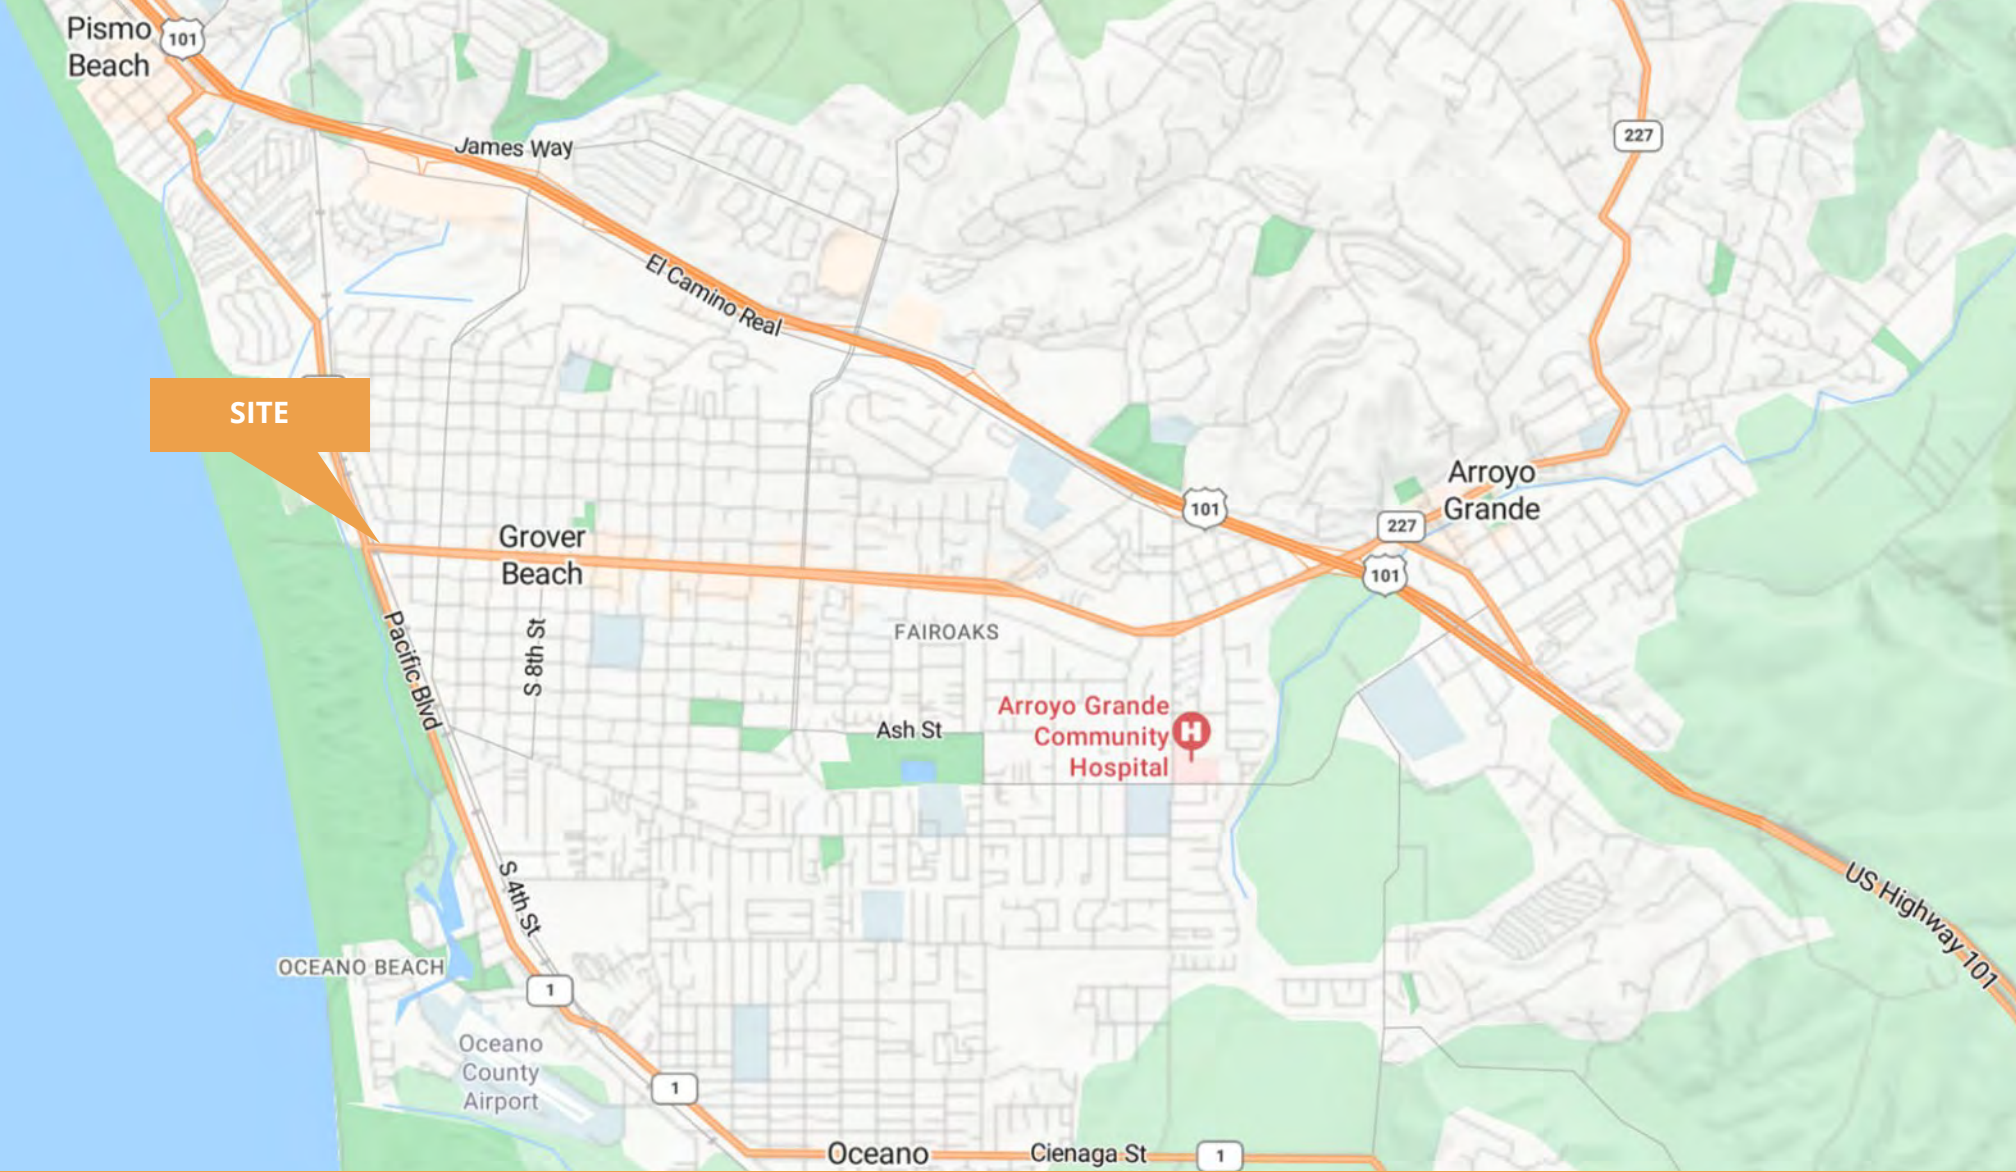 Pismo
Beach
101
227
James Way
El Camino Real
SITE
Arroyo
Grande
101
227
101
Grover
Beach
Pacific Blvd
S 8th St
FAIROAKS
Arroyo Grande
Community
Hospital
H
Ash St
S 4th St
US Highway 101
OCEANO BEACH
1
Oceano
County
Airport
1
Oceano
Cienaga St
1